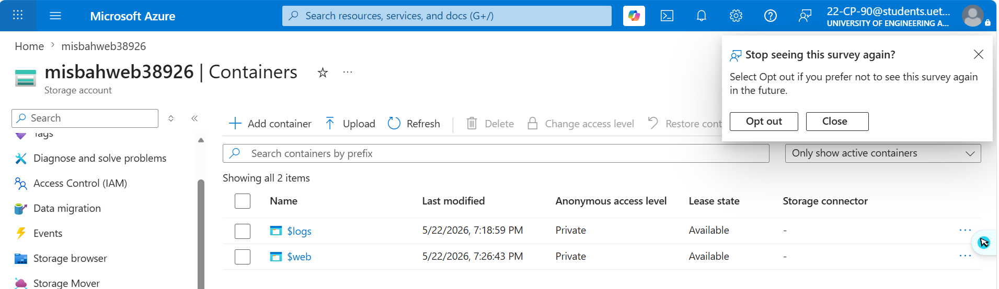 Microsoft Azure
Search resources, services, and docs (G+/)
22-CP-90@students.uet...
UNIVERSITY OF ENGINEERING A...
Home > misbahweb38926
misbahweb38926 | Containers
Storage account
Stop seeing this survey again?
Select Opt out if you prefer not to see this survey again
in the future.
Opt out
Close
Search
Tags
Diagnose and solve problems
Access Control (IAM)
Data migration
Events
Storage browser
Storage Mover
Add container
Upload
Refresh
Delete
Change access level
Restore cont
Search containers by prefix
Only show active containers
Showing all 2 items
Name Last modified Anonymous access level Lease state Storage connector
$logs 5/22/2026, 7:18:59 PM Private Available -
$web 5/22/2026, 7:26:43 PM Private Available -